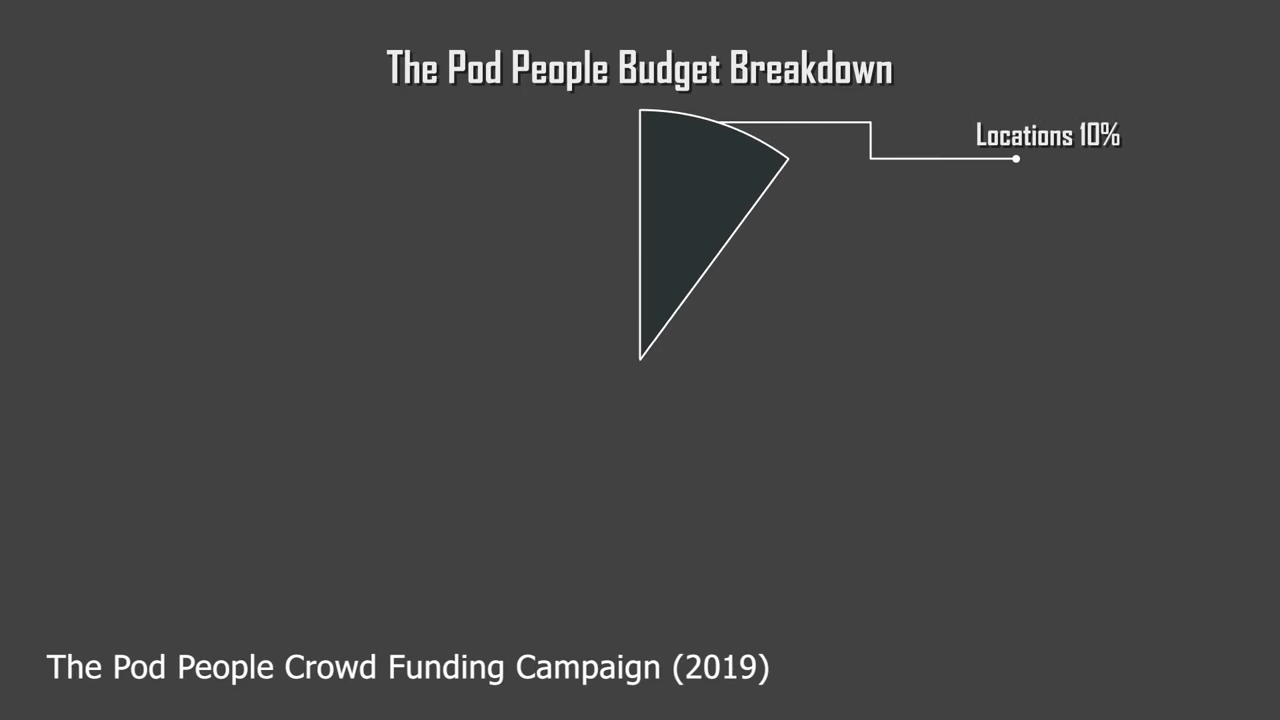 The Pod People Budget Breakdown
Locations 10%
The Pod People Crowd Funding Campaign (2019)